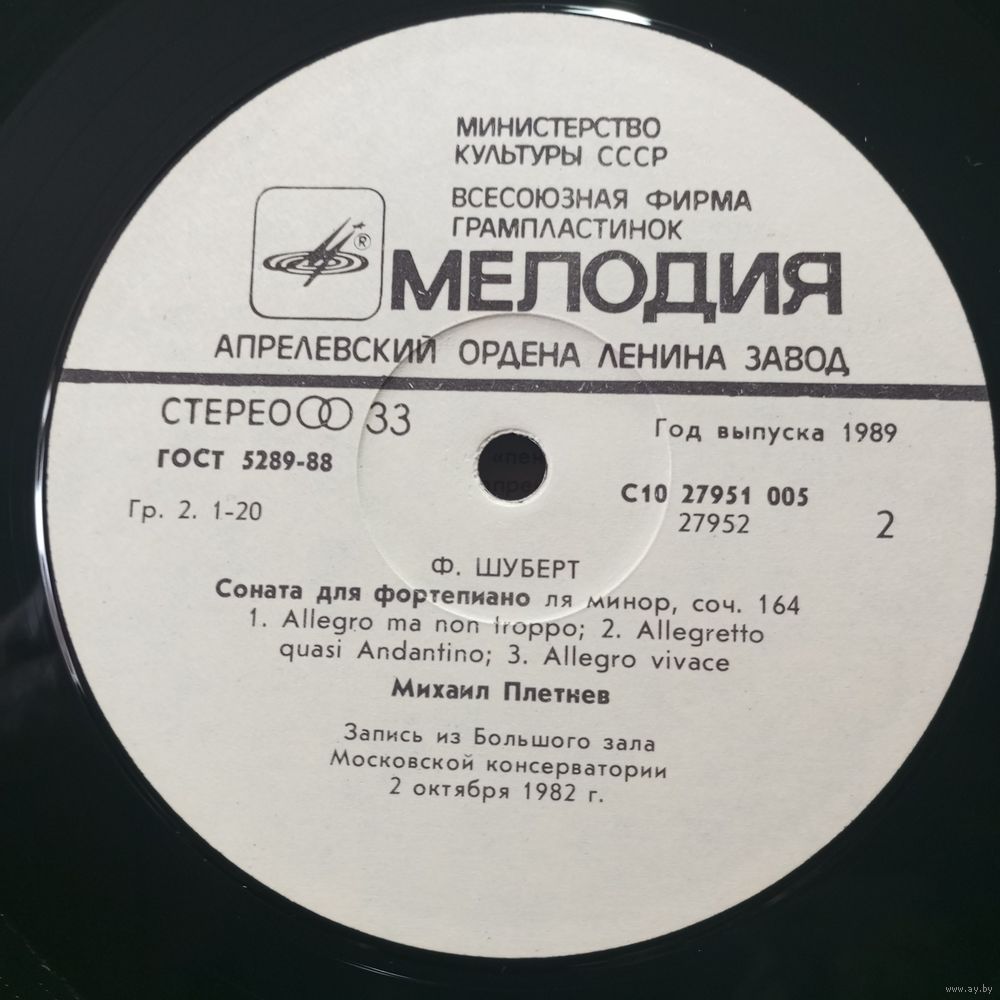 МИНИСТЕРСТВО
КУЛЬТУРЫ СССР
ВСЕСОЮЗНАЯ ФИРМА
ГРАМПЛАСТИНОК
®
МЕЛОДИЯ
АПРЕЛЕВСКИЙ ОРДЕНА ЛЕНИНА ЗАВОД
СТЕРЕО 33
Год выпуска 1989
ГОСТ 5289-88
С10 27951 005
Гр. 2. 1-20
27952
2
Ф. ШУБЕРТ
Соната для фортепиано ля минор, соч. 164
1. Allegro ma non troppo; 2. Allegretto
quasi Andantino; 3. Allegro vivace
Михаил Плетнев
Запись из Большого зала
Московской консерватории
2 октября 1982 г.
www.ay.by